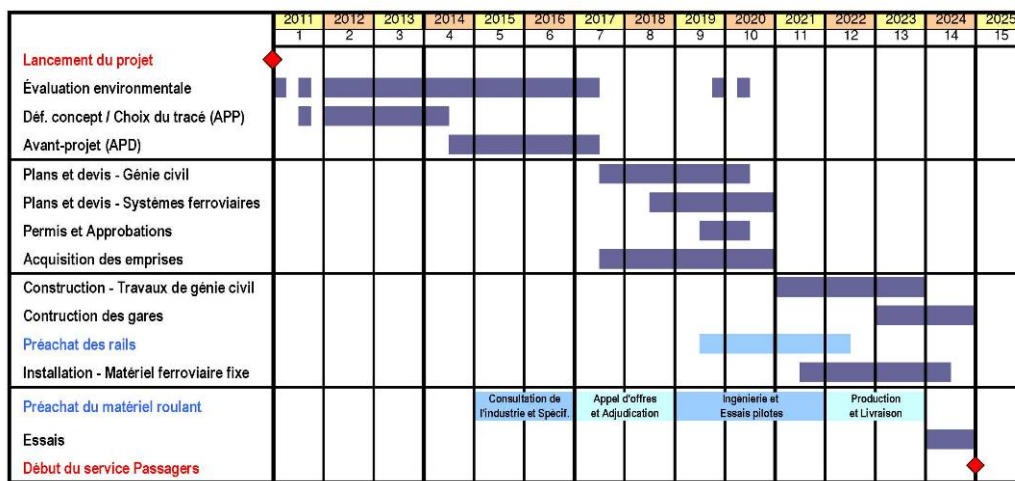 2011 2012 2013 2014 2015 2016 2017 2018 2019 2020 2021 2022 2023 2024 2025
1 2 3 4 5 6 7 8 9 10 11 12 13 14 15
Lancement du projet
Évaluation environmentale
Déf. concept / Choix du tracé (APP)
Avant-projet (APD)
Plans et devis - Génie civil
Plans et devis - Systèmes ferroviaires
Permis et Approbations
Acquisition des emprises
Construction - Travaux de génie civil
Contruction des gares
Préachat des rails
Installation - Matériel ferroviaire fixe
Préachat du matériel roulant
Consultation de
l'industrie et Spécif.
Appel d'offres
et Adjudication
Ingénierie et
Essais pilotes
Production
et Livraison
Essais
Début du service Passagers